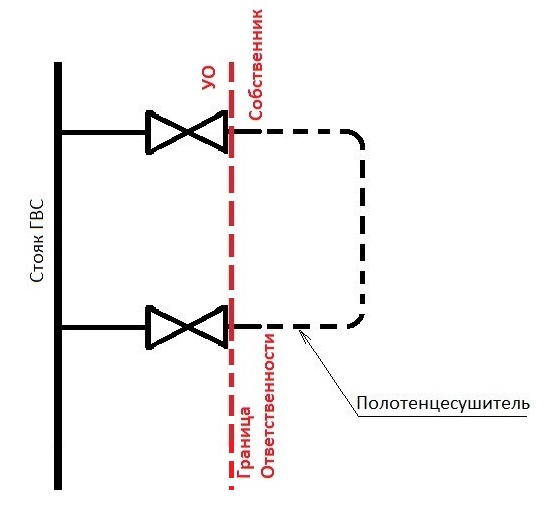 УО
Собственник
Стояк ГВС
Полотенцесушитель
Граница
Ответственности